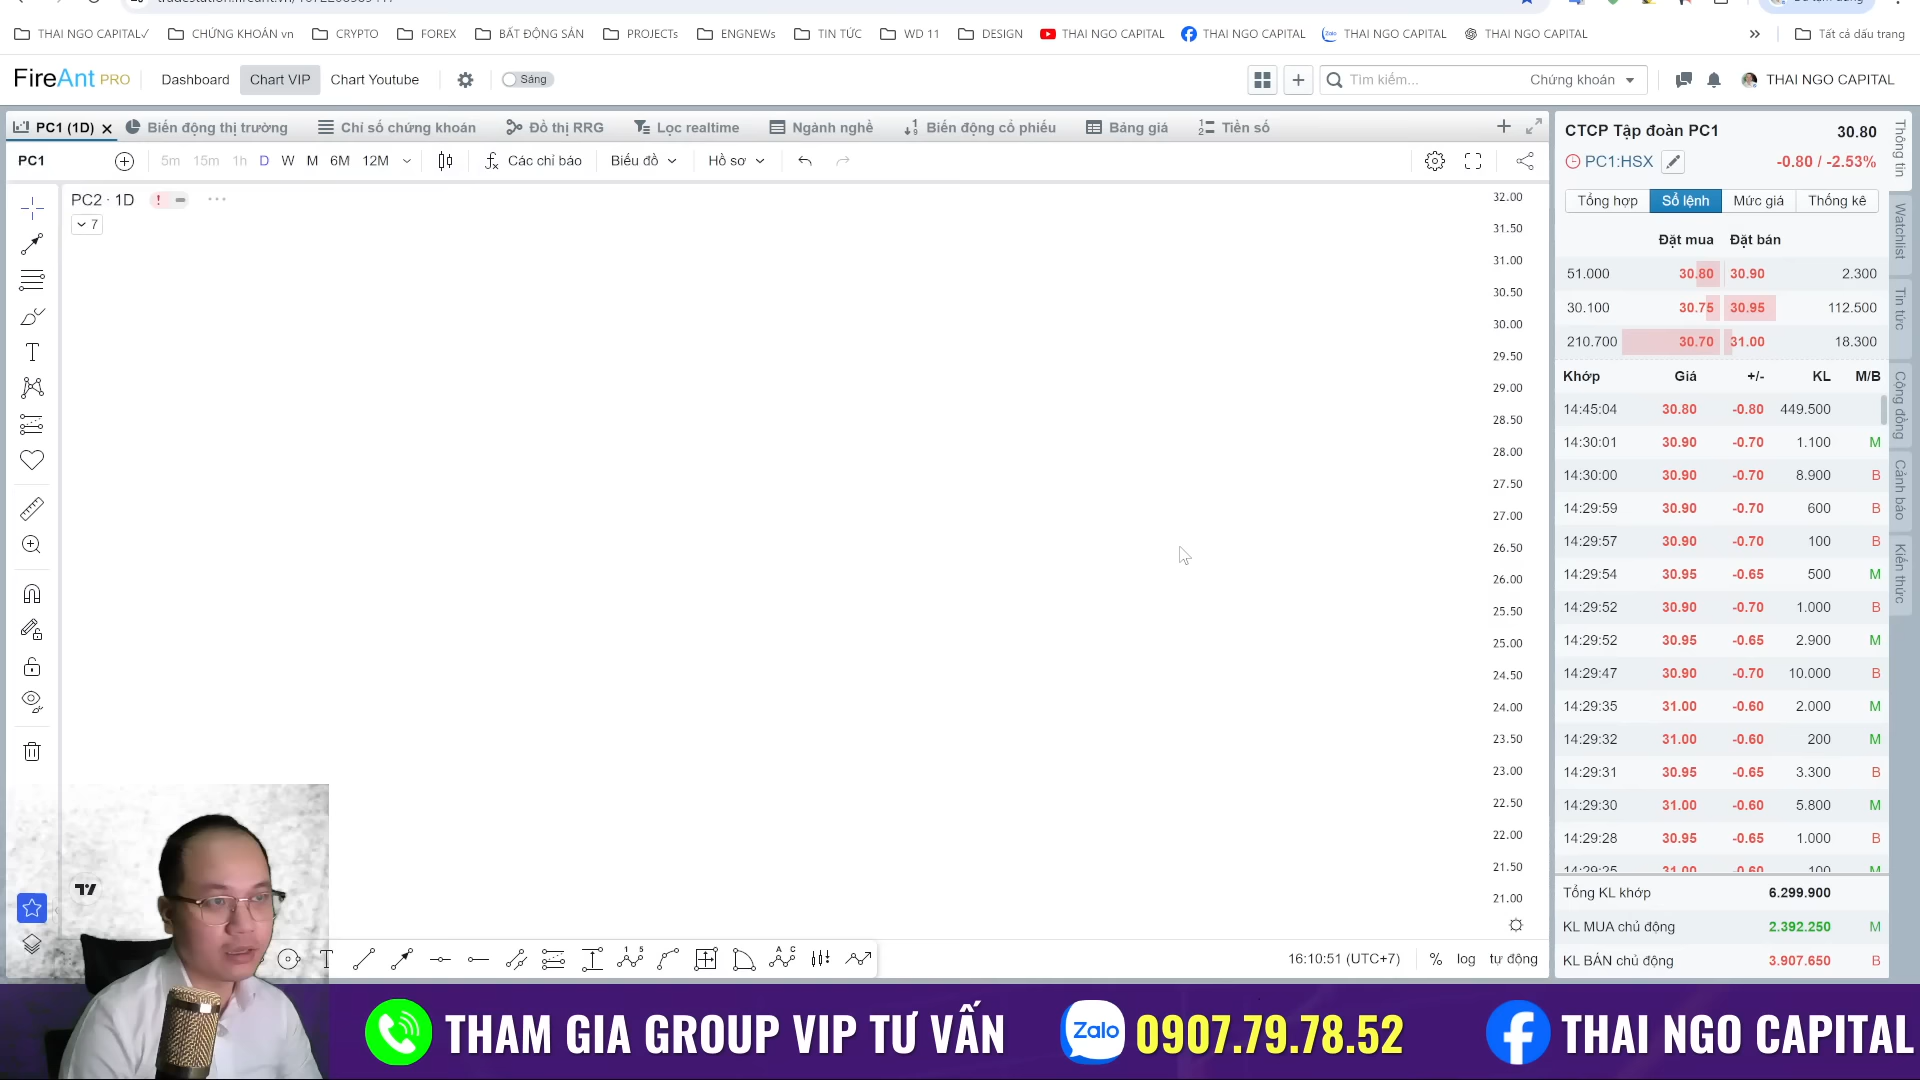 THAI NGO CAPITAL✓ CHỨNG KHOÁN vn CRYPTO FOREX BẤT ĐỘNG SẢN PROJECTs ENGNEWs TIN TỨC WD 11 DESIGN THAI NGO CAPITAL THAI NGO CAPITAL THAI NGO CAPITAL THAI NGO CAPITAL » Tất cả dấu trang
FireAnt PRO Dashboard Chart VIP Chart Youtube Sáng Tìm kiếm... Chứng khoán THAI NGO CAPITAL
PC1 (1D) Biến động thị trường Chỉ số chứng khoán Đồ thị RRG Lọc realtime Ngành nghề Biến động cổ phiếu Bảng giá Tiền số
PC1 5m 15m 1h D W M 6M 12M Các chỉ báo Biểu đồ Hồ sơ
PC2 · 1D
7
32.00
31.50
31.00
30.50
30.00
29.50
29.00
28.50
28.00
27.50
27.00
26.50
26.00
25.50
25.00
24.50
24.00
23.50
23.00
22.50
22.00
21.50
21.00
16:10:51 (UTC+7) % log tự động
CTCP Tập đoàn PC1 30.80
PC1:HSX -0.80 / -2.53%
Tổng hợp Sổ lệnh Mức giá Thống kê
Đặt mua Đặt bán
51.000 30.80 30.90 2.300
30.100 30.75 30.95 112.500
210.700 30.70 31.00 18.300
Khớp Giá +/- KL M/B
14:45:04 30.80 -0.80 449.500
14:30:01 30.90 -0.70 1.100 M
14:30:00 30.90 -0.70 8.900 B
14:29:59 30.90 -0.70 600 B
14:29:57 30.90 -0.70 100 B
14:29:54 30.95 -0.65 500 M
14:29:52 30.90 -0.70 1.000 B
14:29:52 30.95 -0.65 2.900 M
14:29:47 30.90 -0.70 10.000 B
14:29:35 31.00 -0.60 2.000 M
14:29:32 31.00 -0.60 200 M
14:29:31 30.95 -0.65 3.300 B
14:29:30 31.00 -0.60 5.800 M
14:29:28 30.95 -0.65 1.000 B
14:29:25 31.00 -0.60 100 M
Tổng KL khớp 6.299.900
KL MUA chủ động 2.392.250 M
KL BÁN chủ động 3.907.650 B
Thông tin
Watchlist
Tin tức
Cộng đồng
Cảnh báo
Kiến thức
THAM GIA GROUP VIP TƯ VẤN Zalo 0907.79.78.52 THAI NGO CAPITAL